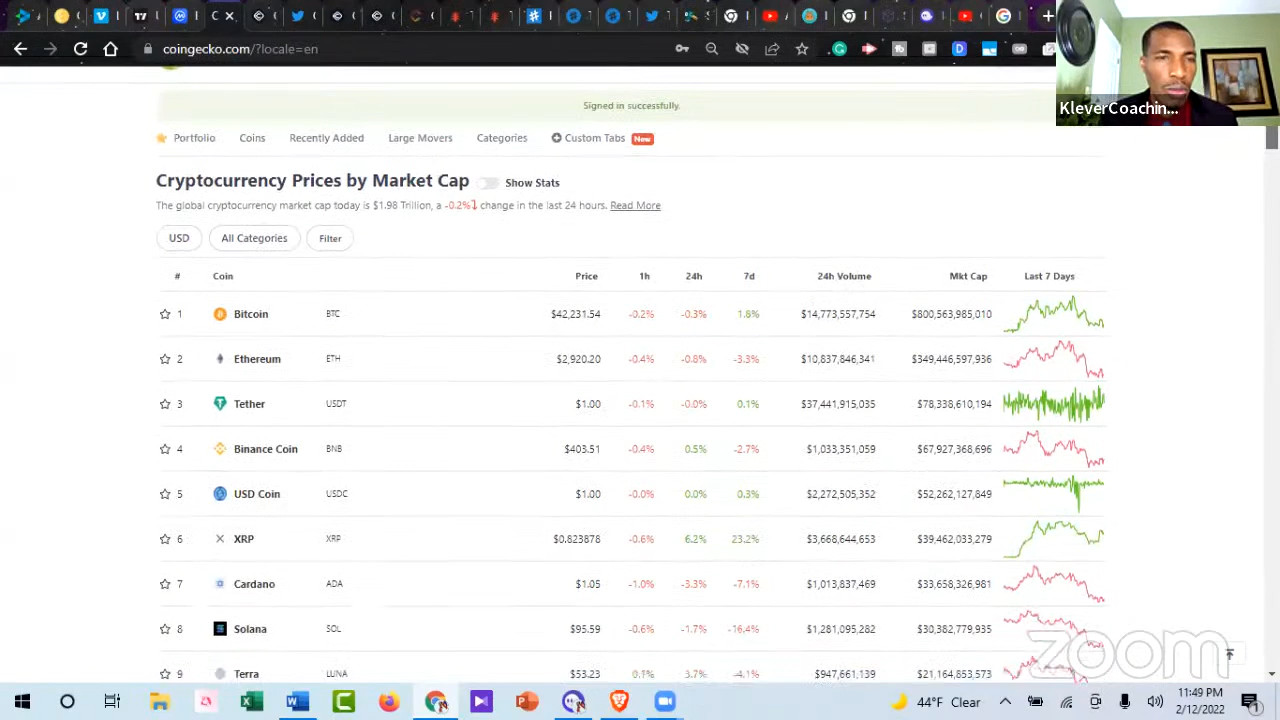 coingecko.com/?locale=en
KleverCoachin...
Signed in successfully.
Portfolio Coins Recently Added Large Movers Categories Custom Tabs New
Cryptocurrency Prices by Market Cap Show Stats
The global cryptocurrency market cap today is $1.98 Trillion, a -0.2% change in the last 24 hours. Read More
USD All Categories Filter
# Coin Price 1h 24h 7d 24h Volume Mkt Cap Last 7 Days
1 Bitcoin BTC $42,231.54 -0.2% -0.3% 1.8% $14,773,557,754 $800,563,985,010
2 Ethereum ETH $2,920.20 -0.4% -0.8% -3.3% $10,837,846,341 $349,446,597,936
3 Tether USDT $1.00 -0.1% -0.0% 0.1% $37,441,915,035 $78,338,610,194
4 Binance Coin BNB $403.51 -0.4% 0.5% -2.7% $1,033,351,059 $67,927,368,696
5 USD Coin USDC $1.00 -0.0% 0.0% 0.3% $2,272,505,352 $52,262,127,849
6 XRP XRP $0.823878 -0.6% 6.2% 23.2% $3,668,644,653 $39,462,033,279
7 Cardano ADA $1.05 -1.0% -3.3% -7.1% $1,013,837,469 $33,658,326,981
8 Solana SOL $95.59 -0.6% -1.7% -16.4% $1,281,095,282 $30,382,779,935
9 Terra LUNA $53.23 0.1% 3.7% -4.1% $947,661,139 $21,164,853,573
zoom
44°F Clear 11:49 PM
2/12/2022